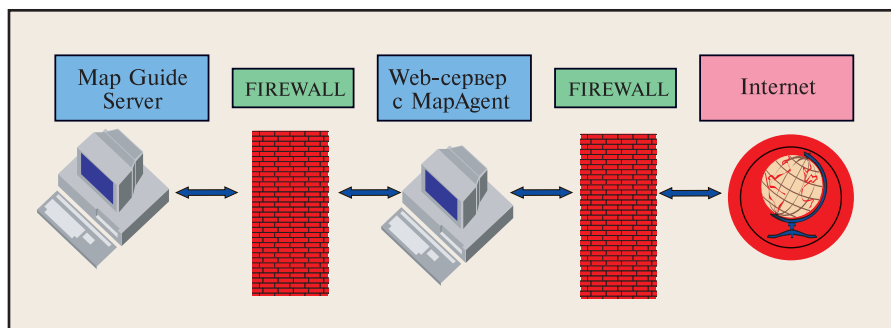 Map Guide
Server
FIREWALL
Web-сервер
с MapAgent
FIREWALL
Internet